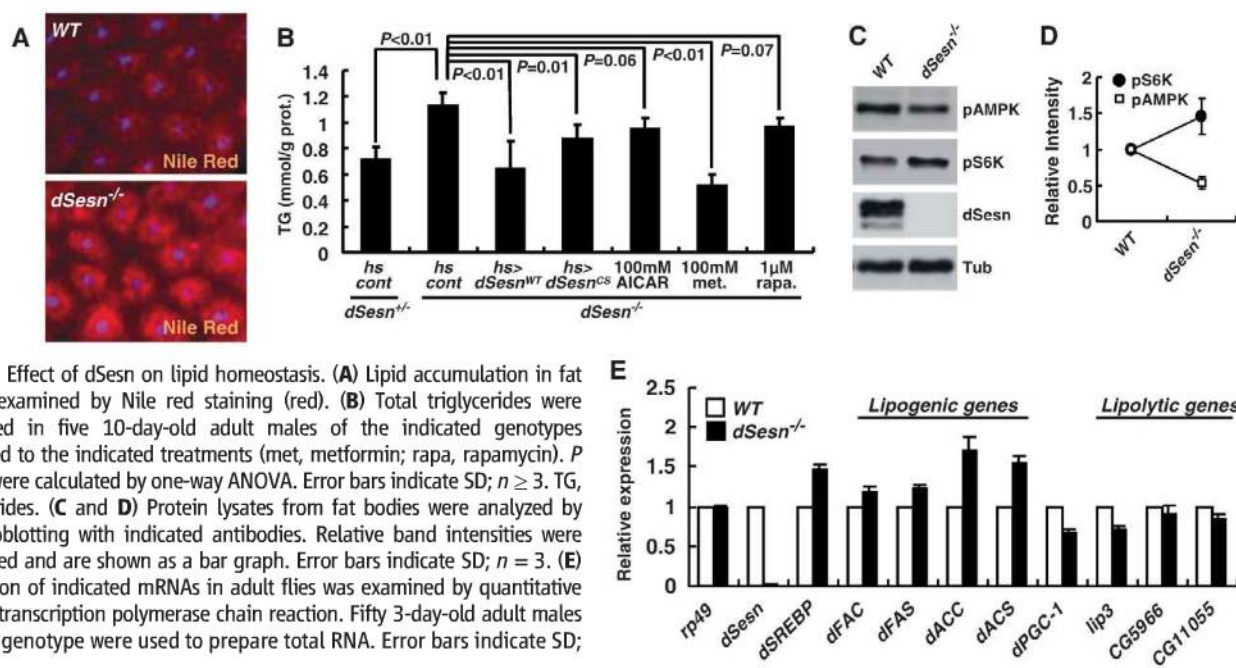 A
WT
Nile Red
dSesn-/-
Nile Red
B
TG (mmol/g prot.)
1.4
1.2
1
0.8
0.6
0.4
0.2
0
P<0.01
P<0.01
P=0.01
P=0.06
P<0.01
P=0.07
hs cont
hs cont
hs> dSesnWT
hs> dSesnCS
100mM AICAR
100mM met.
1μM rapa.
dSesn+/-
dSesn-/-
C
WT
dSesn-/-
pAMPK
pS6K
dSesn
Tub
D
Relative Intensity
2
1.5
1
0.5
0
pS6K
pAMPK
WT
dSesn-/-
Effect of dSesn on lipid homeostasis. (A) Lipid accumulation in fat
examined by Nile red staining (red). (B) Total triglycerides were
ed in five 10-day-old adult males of the indicated genotypes
d to the indicated treatments (met, metformin; rapa, rapamycin). P
were calculated by one-way ANOVA. Error bars indicate SD; n ≥ 3. TG,
ides. (C and D) Protein lysates from fat bodies were analyzed by
oblotting with indicated antibodies. Relative band intensities were
ed and are shown as a bar graph. Error bars indicate SD; n = 3. (E)
on of indicated mRNAs in adult flies was examined by quantitative
transcription polymerase chain reaction. Fifty 3-day-old adult males
genotype were used to prepare total RNA. Error bars indicate SD;
E
Relative expression
2.5
2
1.5
1
0.5
0
WT
dSesn-/-
Lipogenic genes
Lipolytic genes
rp49
dSesn
dSREBP
dFAC
dFAS
dACC
dACS
dPGC-1
lip3
CG5966
CG11055